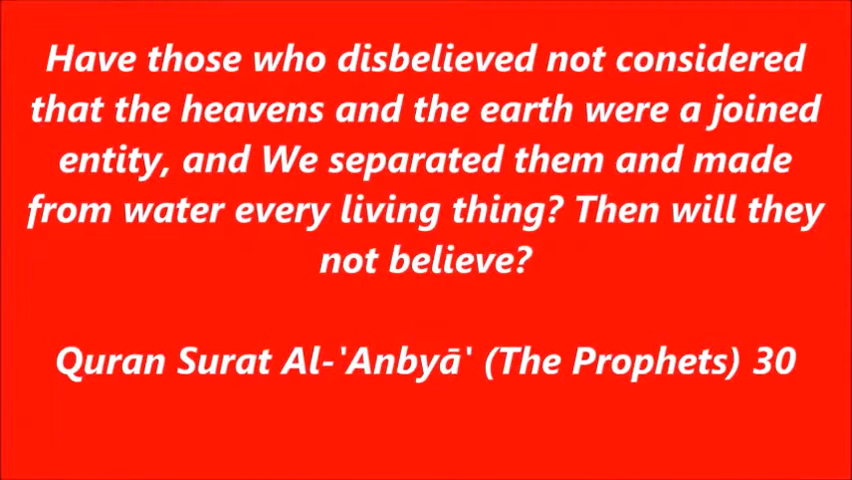 Have those who disbelieved not considered
that the heavens and the earth were a joined
entity, and We separated them and made
from water every living thing? Then will they
not believe?
Quran Surat Al-'Anbyā' (The Prophets) 30